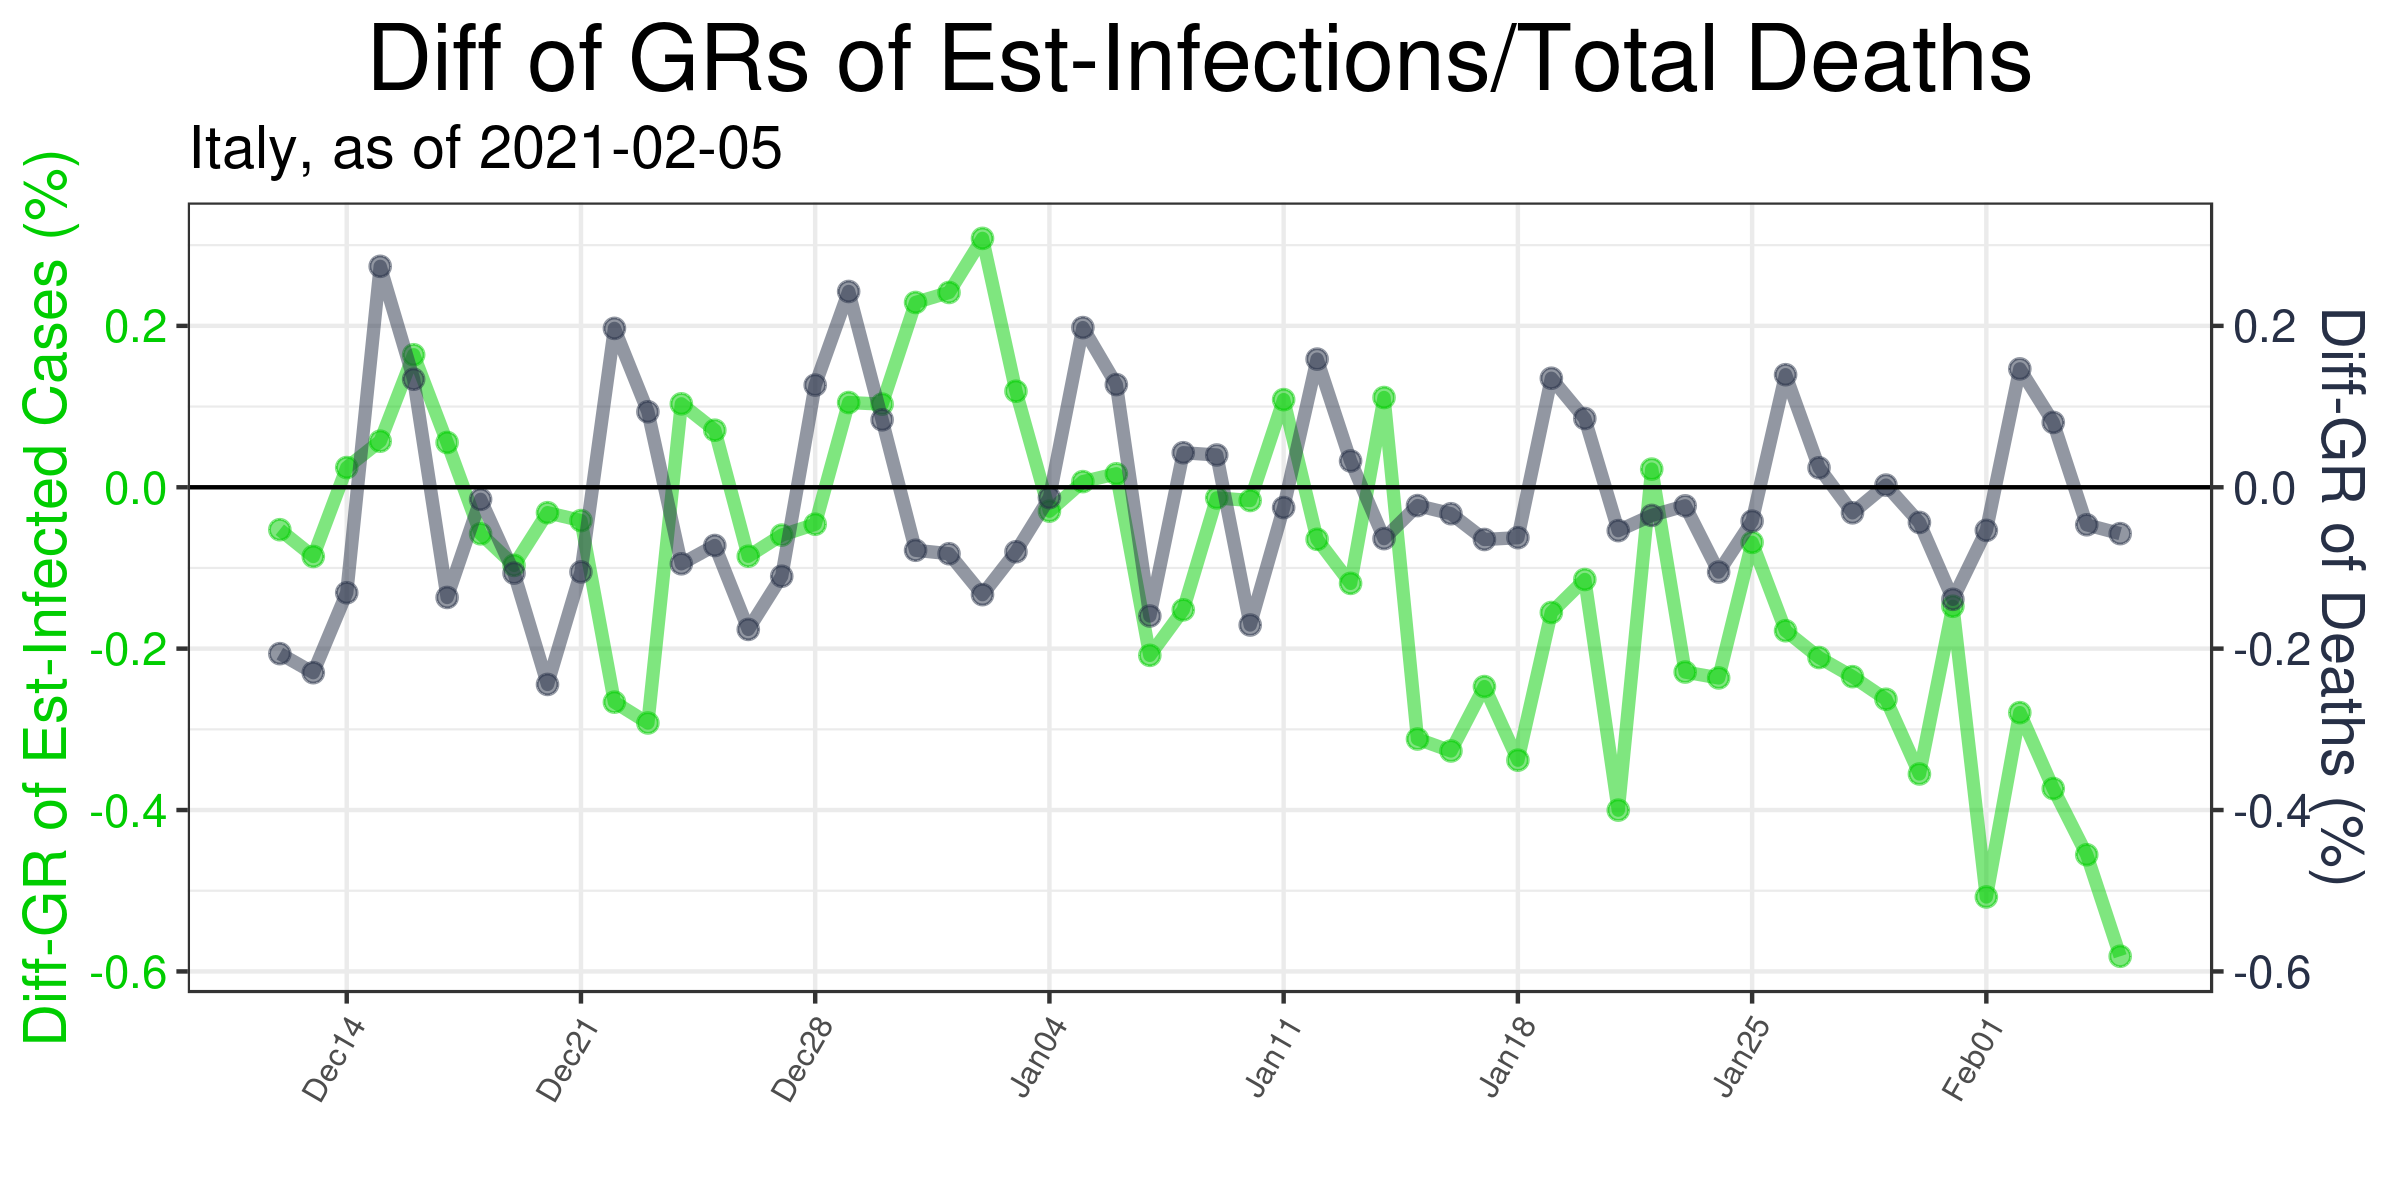 Diff of GRs of Est-Infections/Total Deaths
Italy, as of 2021-02-05
Diff-GR of Est-Infected Cases (%)
0.2
0.0
-0.2
-0.4
-0.6
0.2
0.0
-0.2
-0.4
-0.6
Diff-GR of Deaths (%)
Dec14
Dec21
Dec28
Jan04
Jan11
Jan18
Jan25
Feb01